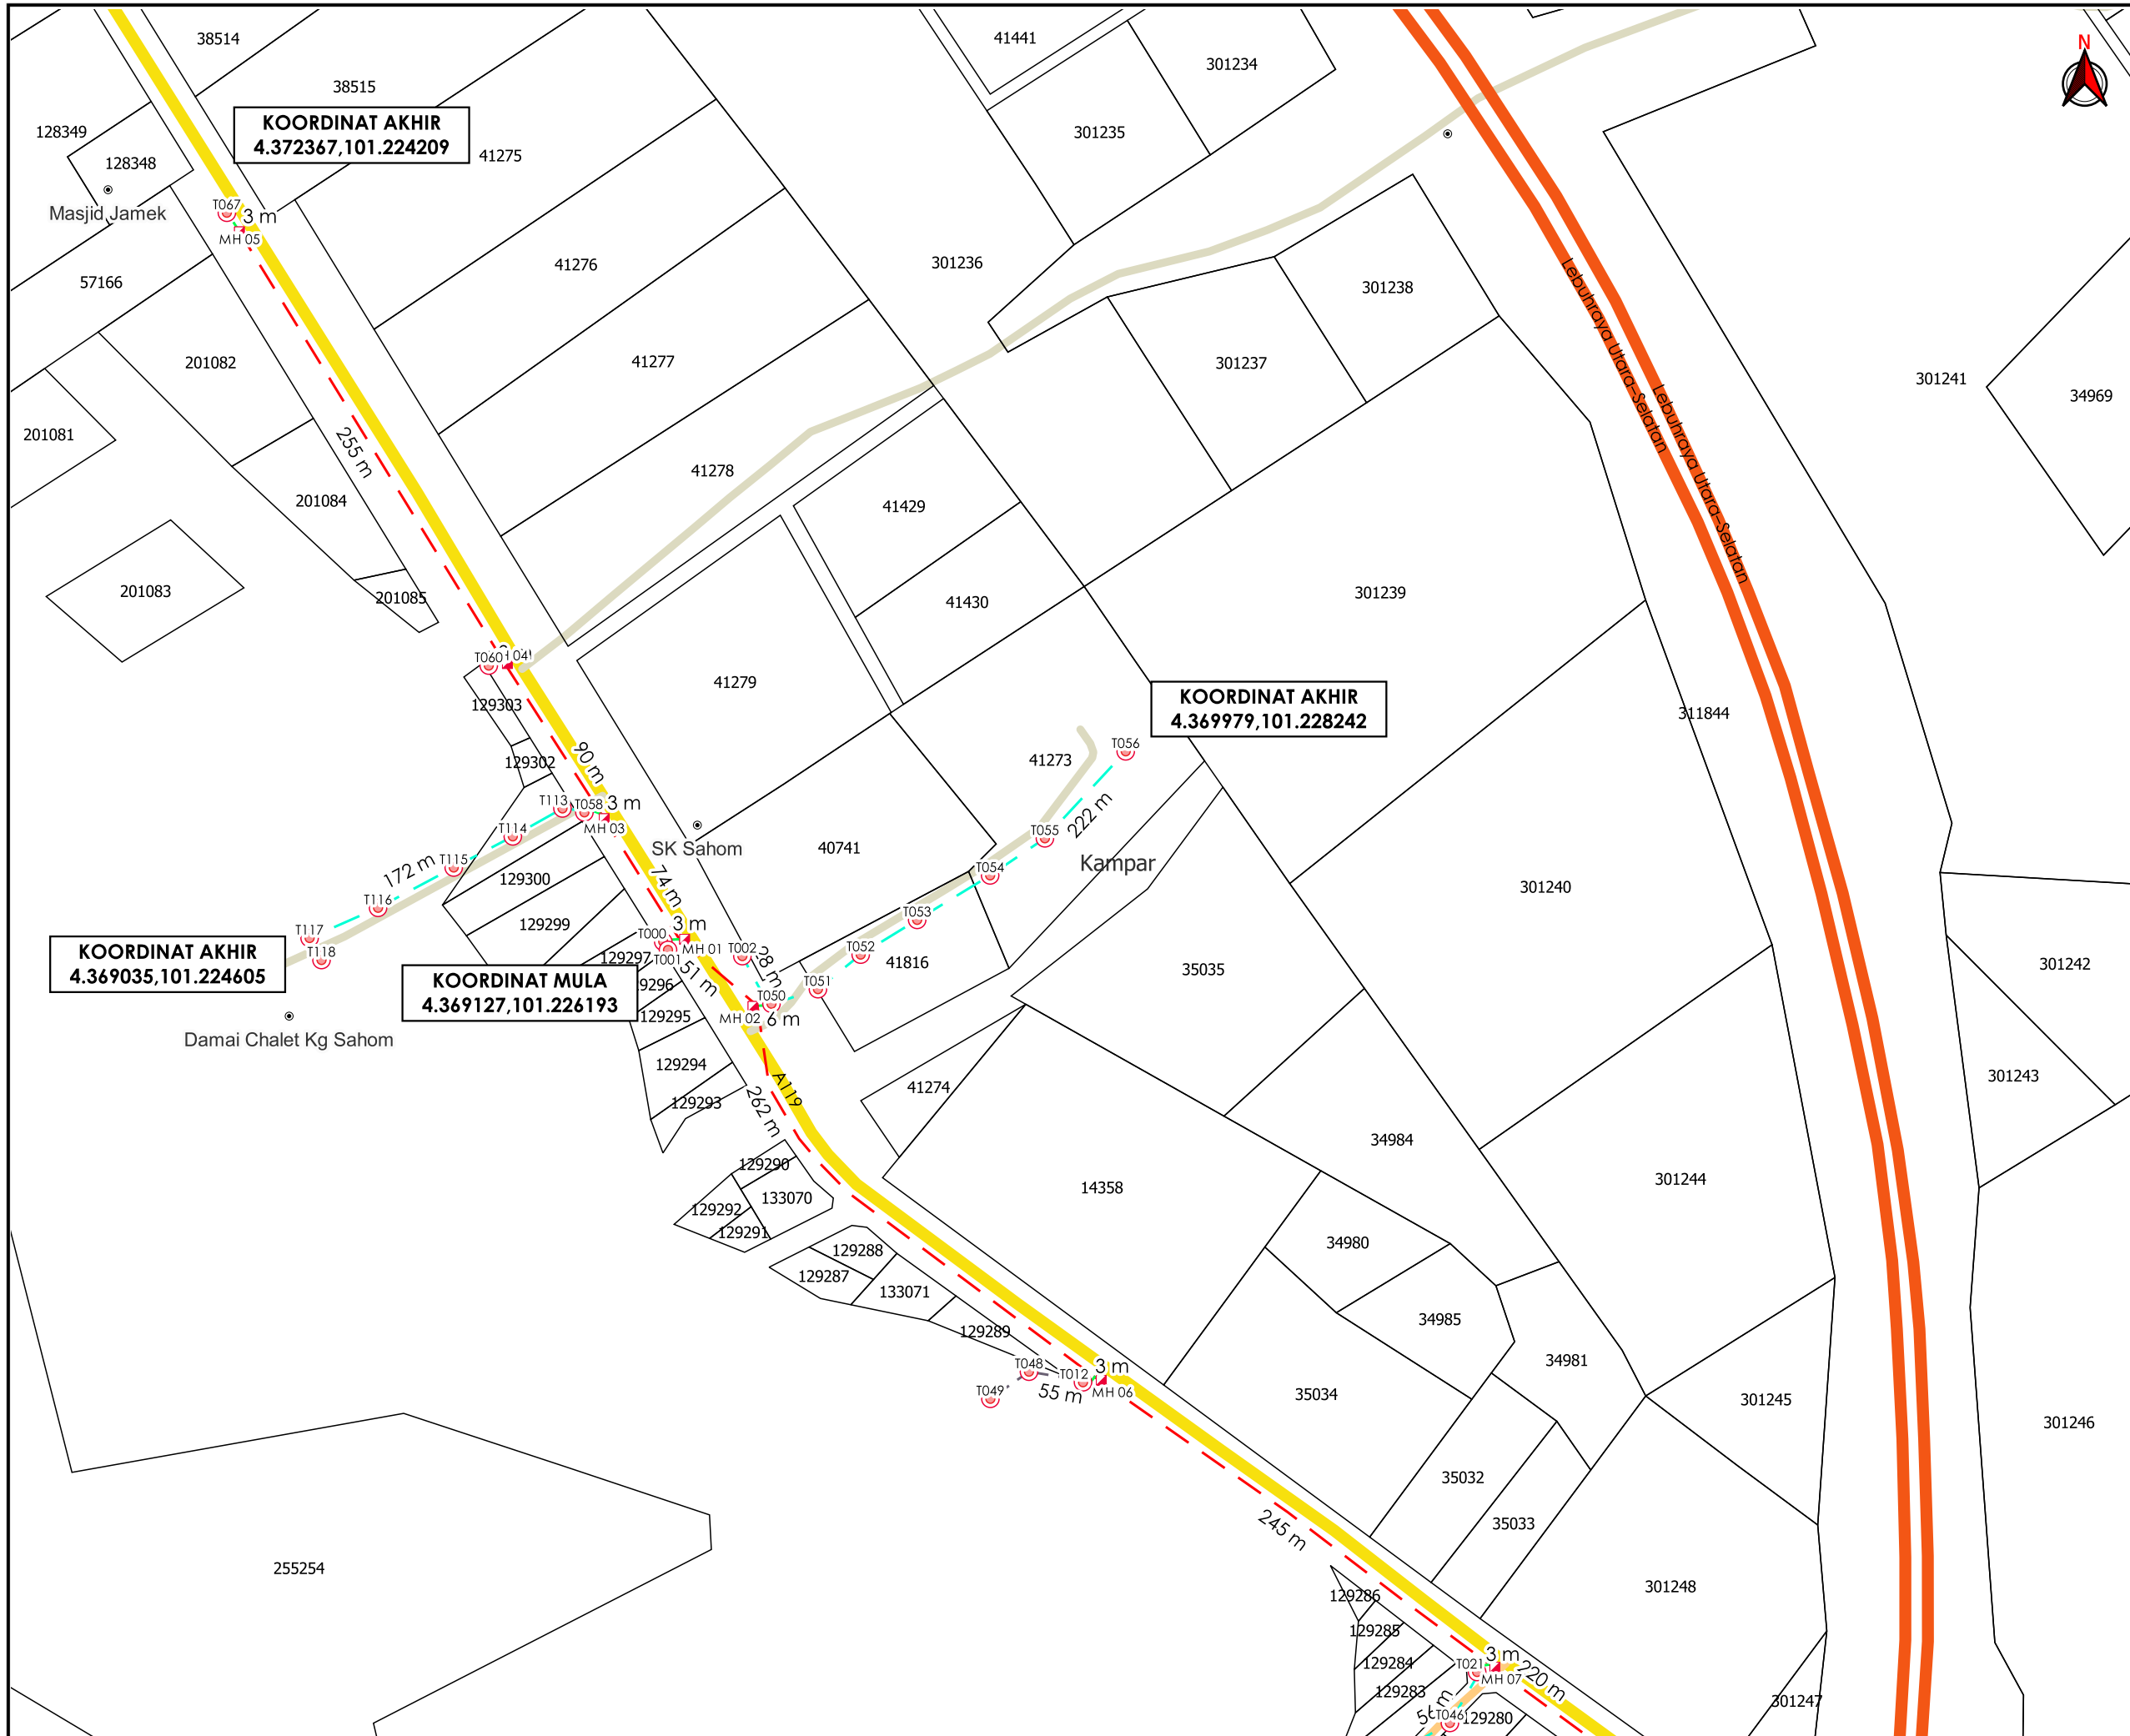 N
38514
41441
301234
38515
KOORDINAT AKHIR
4.372367,101.224209
128349
301235
128348
41275
Masjid Jamek
T067
3 m
MH 05
57166
41276
301236
301238
Lebuhraya Utara-Selatan
Lebuhraya Utara-Selatan
201082
41277
301237
301241
34969
201081
255 m
41278
201084
41429
201083
201085
41430
301239
T060
41279
129303
KOORDINAT AKHIR
4.369979,101.228242
311844
90 m
129302
41273
T056
T113
T058
3 m
MH 03
T114
222 m
T055
SK Sahom
40741
Kampar
172 m
T115
74 m
T054
129300
301240
T116
129299
T053
3 m
T117
T000
MH 01
T002
T052
KOORDINAT AKHIR
4.369035,101.224605
T118
129297
T001
41816
35035
301242
KOORDINAT MULA
4.369127,101.226193
51 m
T051
T050
129295
MH 02
6 m
Damai Chalet Kg Sahom
129294
A119
41274
301243
129293
262 m
34984
129290
133070
14358
301244
129292
129291
129288
34980
129287
133071
34985
129289
34981
T048
T012
3 m
MH 06
T049
55 m
35034
301245
301246
35032
245 m
35033
255254
301248
129286
129285
3 m
129284
T021
MH 07
220 m
129283
301247
T046
129280